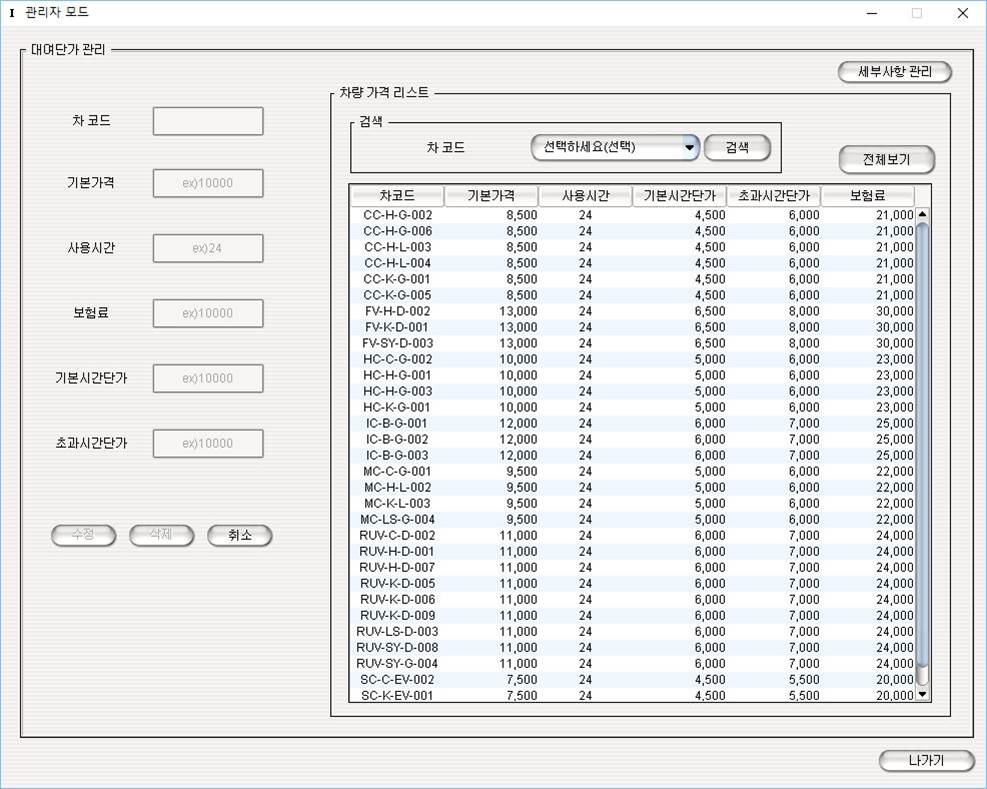 I 관리자 모드
대여단가 관리
세부사항 관리
차 코드
기본가격 ex)10000
사용시간 ex)24
보험료 ex)10000
기본시간단가 ex)10000
초과시간단가 ex)10000
수정 삭제 취소
차량 가격 리스트
검색
차 코드 선택하세요(선택) 검색
전체보기
차코드 기본가격 사용시간 기본시간단가 초과시간단가 보험료
CC-H-G-002 8,500 24 4,500 6,000 21,000
CC-H-G-006 8,500 24 4,500 6,000 21,000
CC-H-L-003 8,500 24 4,500 6,000 21,000
CC-H-L-004 8,500 24 4,500 6,000 21,000
CC-K-G-001 8,500 24 4,500 6,000 21,000
CC-K-G-005 8,500 24 4,500 6,000 21,000
FV-H-D-002 13,000 24 6,500 8,000 30,000
FV-K-D-001 13,000 24 6,500 8,000 30,000
FV-SY-D-003 13,000 24 6,500 8,000 30,000
HC-C-G-002 10,000 24 5,000 6,000 23,000
HC-H-G-001 10,000 24 5,000 6,000 23,000
HC-H-G-003 10,000 24 5,000 6,000 23,000
HC-K-G-001 10,000 24 5,000 6,000 23,000
IC-B-G-001 12,000 24 6,000 7,000 25,000
IC-B-G-002 12,000 24 6,000 7,000 25,000
IC-B-G-003 12,000 24 6,000 7,000 25,000
MC-C-G-001 9,500 24 5,000 6,000 22,000
MC-H-L-002 9,500 24 5,000 6,000 22,000
MC-K-L-003 9,500 24 5,000 6,000 22,000
MC-LS-G-004 9,500 24 5,000 6,000 22,000
RUV-C-D-002 11,000 24 6,000 7,000 24,000
RUV-H-D-001 11,000 24 6,000 7,000 24,000
RUV-H-D-007 11,000 24 6,000 7,000 24,000
RUV-K-D-005 11,000 24 6,000 7,000 24,000
RUV-K-D-006 11,000 24 6,000 7,000 24,000
RUV-K-D-009 11,000 24 6,000 7,000 24,000
RUV-LS-D-003 11,000 24 6,000 7,000 24,000
RUV-SY-D-008 11,000 24 6,000 7,000 24,000
RUV-SY-G-004 11,000 24 6,000 7,000 24,000
SC-C-EV-002 7,500 24 4,500 5,500 20,000
SC-K-EV-001 7,500 24 4,500 5,500 20,000
나가기